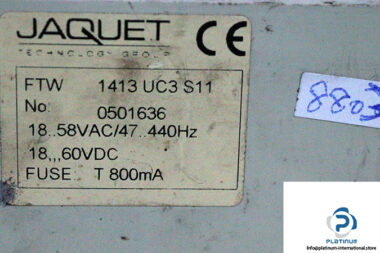 JAQUET
TECHNOLOGY GROUP
CE
FTW 1413 UC3 S11
No: 0501636
18..58VAC/47..440Hz
18,,,60VDC
FUSE: T 800mA
PLATINUM
INTERNATIONAL
info@platinum-international.store